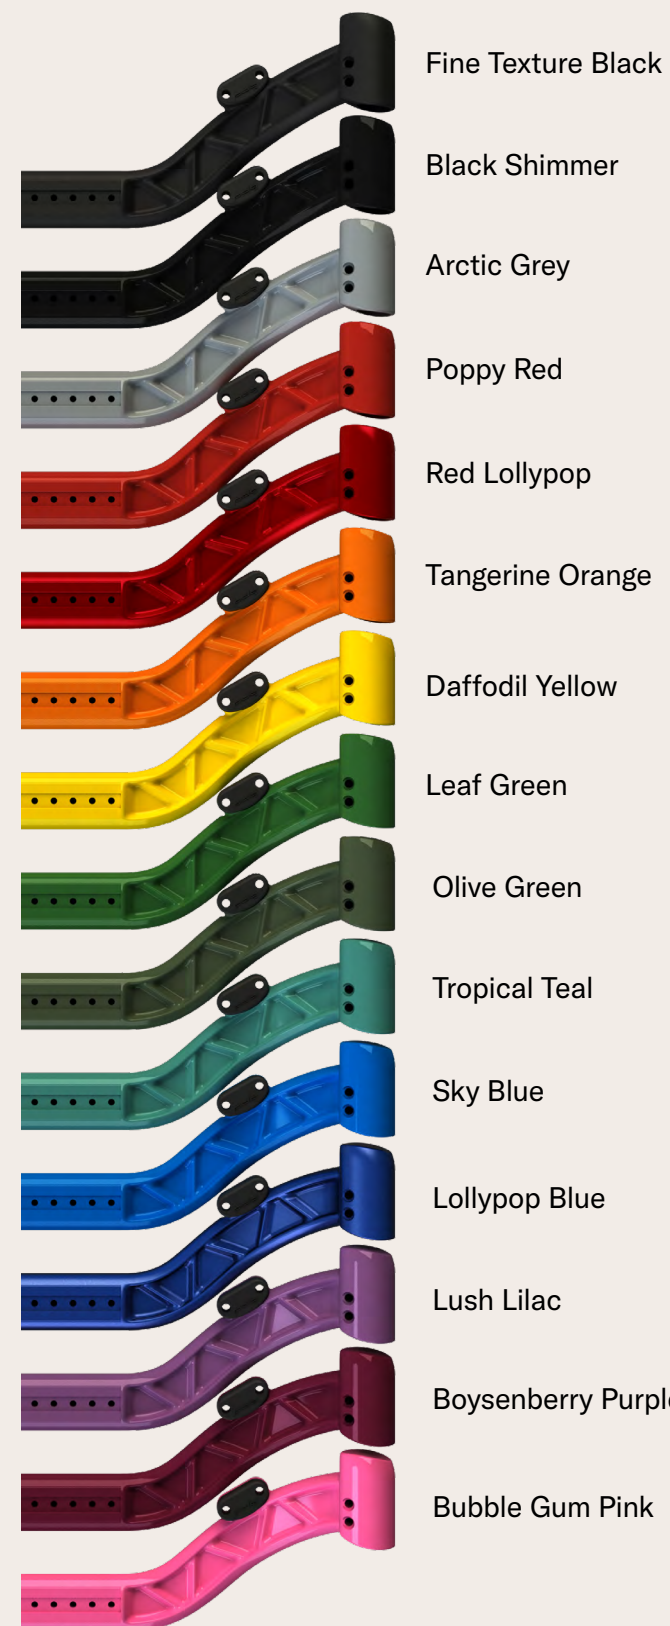 Fine Texture Black
Black Shimmer
Arctic Grey
Poppy Red
Red Lollypop
Tangerine Orange
Daffodil Yellow
Leaf Green
Olive Green
Tropical Teal
Sky Blue
Lollypop Blue
Lush Lilac
Boysenberry Purple
Bubble Gum Pink